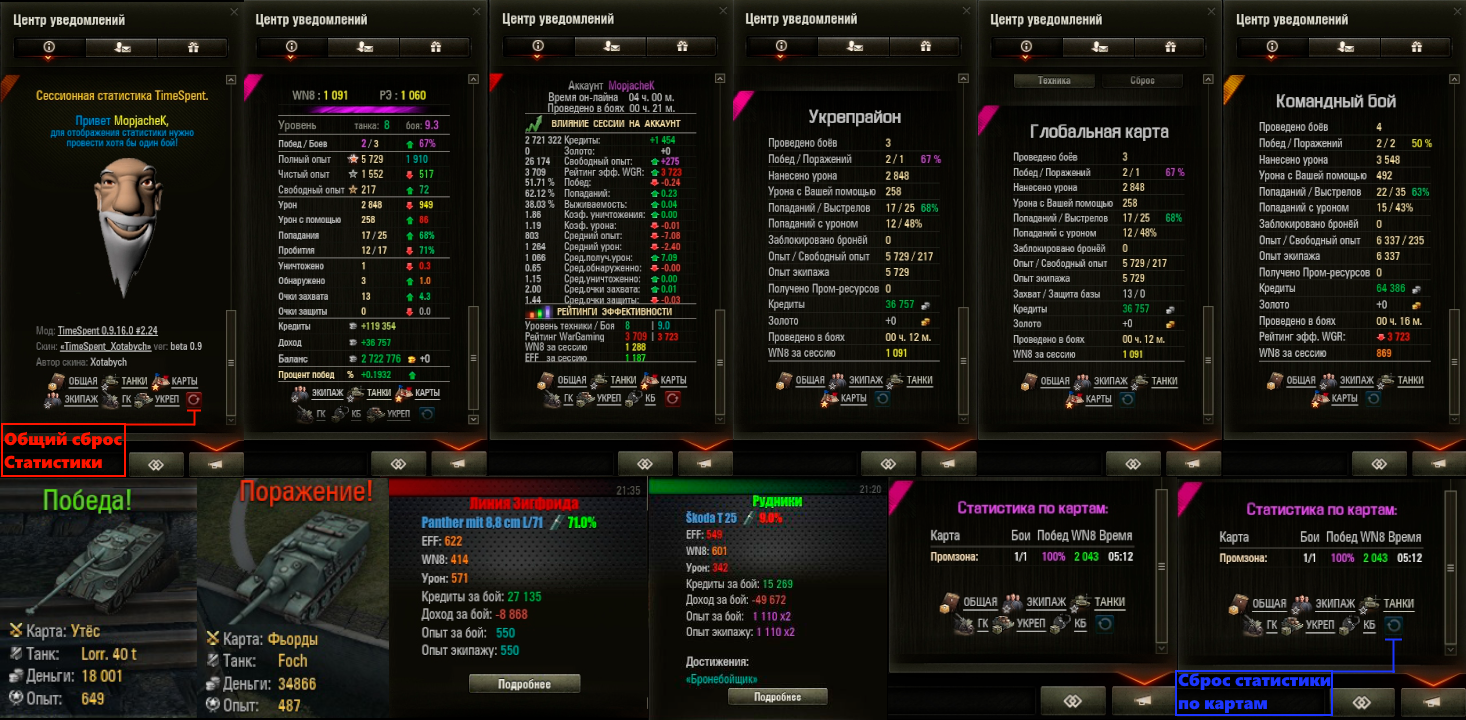 Центр уведомлений
Сессионная статистика TimeSpent.
Привет MopjacheK,
для отображения статистики нужно
провести хотя бы один бой!
Мод: TimeSpent 0.9.16.0 #2.24
Скин: «TimeSpent_Xotabych» ver: beta 0.9
Автор скина: Xotabych
ОБЩАЯ ТАНКИ КАРТЫ
ЭКИПАЖ ГК УКРЕП
Общий сброс
Статистики
Центр уведомлений
WN8 : 1 091 РЭ : 1 060
Уровень танка: 8 боя: 9.3
Побед / Боев 2 / 3 67%
Полный опыт 5 729 1 910
Чистый опыт 1 552 517
Свободный опыт 217 72
Урон 2 848 949
Урон с помощью 258 86
Попадания 17 / 25 68%
Пробития 12 / 17 71%
Уничтожено 1 0.3
Обнаружено 3 1.0
Очки захвата 13 4.3
Очки защиты 0 0.0
Кредиты +119 354
Доход +36 757
Баланс 2 722 776 +0
Процент побед % +0.1932
ЭКИПАЖ ТАНКИ КАРТЫ
ГК КБ УКРЕП
Центр уведомлений
Аккаунт MopjacheK
Время он-лайна 04 ч. 00 м.
Проведено в боях 00 ч. 21 м.
ВЛИЯНИЕ СЕССИИ НА АККАУНТ
2 721 322 Кредиты: +1 454
0 Золото: +0
26 174 Свободный опыт: +275
3 709 Рейтинг эфф. WGR: 3 723
51.71 % Побед: -0.24
62.12 % Попаданий: 0.23
38.03 % Выживаемость: 0.04
1.86 Коэф. уничтожения: 0.00
1.19 Коэф. урона: -0.01
803 Средний опыт: -7.08
1 264 Средний урон: -2.40
1 066 Сред.получ.урон: 7.09
0.65 Сред.обнаружено: -0.00
1.15 Сред.уничтожено: 0.00
2.00 Сред.очки захвата: 0.01
1.44 Сред.очки защиты: -0.03
РЕЙТИНГИ ЭФФЕКТИВНОСТИ
Уровень техники / Боя 8 | 9.0
Рейтинг WarGaming 3 709 | 3 723
WN8 за сессию 1 288
EFF за сессию 1 187
ОБЩАЯ ТАНКИ КАРТЫ
ГК УКРЕП КБ
Центр уведомлений
Укрепрайон
Проведено боёв 3
Побед / Поражений 2 / 1 67 %
Нанесено урона 2 848
Урона с Вашей помощью 258
Попаданий / Выстрелов 17 / 25 68%
Попаданий с уроном 12 / 48%
Заблокировано бронёй 0
Опыт / Свободный опыт 5 729 / 217
Опыт экипажа 5 729
Получено Пром-ресурсов 0
Кредиты 36 757
Золото +0
Проведено в боях 00 ч. 12 м.
WN8 за сессию 1 091
ОБЩАЯ ЭКИПАЖ ТАНКИ
КАРТЫ
Центр уведомлений
Техника Сброс
Глобальная карта
Проведено боёв 3
Побед / Поражений 2 / 1 67 %
Нанесено урона 2 848
Урона с Вашей помощью 258
Попаданий / Выстрелов 17 / 25 68%
Попаданий с уроном 12 / 48%
Заблокировано бронёй 0
Опыт / Свободный опыт 5 729 / 217
Опыт экипажа 5 729
Захват / Защита базы 13 / 0
Кредиты 36 757
Золото +0
Проведено в боях 00 ч. 12 м.
WN8 за сессию 1 091
ОБЩАЯ ЭКИПАЖ ТАНКИ
КАРТЫ
Центр уведомлений
Командный бой
Проведено боёв 4
Побед / Поражений 2 / 2 50 %
Нанесено урона 3 548
Урона с Вашей помощью 492
Попаданий / Выстрелов 22 / 35 63%
Попаданий с уроном 15 / 43%
Заблокировано бронёй 0
Опыт / Свободный опыт 6 337 / 235
Опыт экипажа 6 337
Получено Пром-ресурсов 0
Кредиты 64 386
Золото +0
Проведено в боях 00 ч. 16 м.
Рейтинг эфф. WGR: 3 723
WN8 за сессию 869
ОБЩАЯ ЭКИПАЖ ТАНКИ
КАРТЫ
Победа!
Карта: Утёс
Танк: Lorr. 40 t
Деньги: 18 001
Опыт: 649
Поражение!
Карта: Фьорды
Танк: Foch
Деньги: 34866
Опыт: 487
21:35
Линия Зигфрида
Panther mit 8.8 cm L/71 71.0%
EFF: 622
WN8: 414
Урон: 571
Кредиты за бой: 27 135
Доход за бой: -8 868
Опыт за бой: 550
Опыт экипажу: 550
Подробнее
21:20
Рудники
Škoda T 25 9.0%
EFF: 549
WN8: 601
Урон: 342
Кредиты за бой: 15 269
Доход за бой: -49 672
Опыт за бой: 1 110 x2
Опыт экипажу: 1 110 x2
Достижения:
«Бронебойщик»
Подробнее
Статистика по картам:
Карта Бои Побед WN8 Время
Промзона: 1/1 100% 2 043 05:12
ОБЩАЯ ЭКИПАЖ ТАНКИ
ГК УКРЕП КБ
Статистика по картам:
Карта Бои Побед WN8 Время
Промзона: 1/1 100% 2 043 05:12
ОБЩАЯ ЭКИПАЖ ТАНКИ
ГК УКРЕП КБ
Сброс статистики
по картам